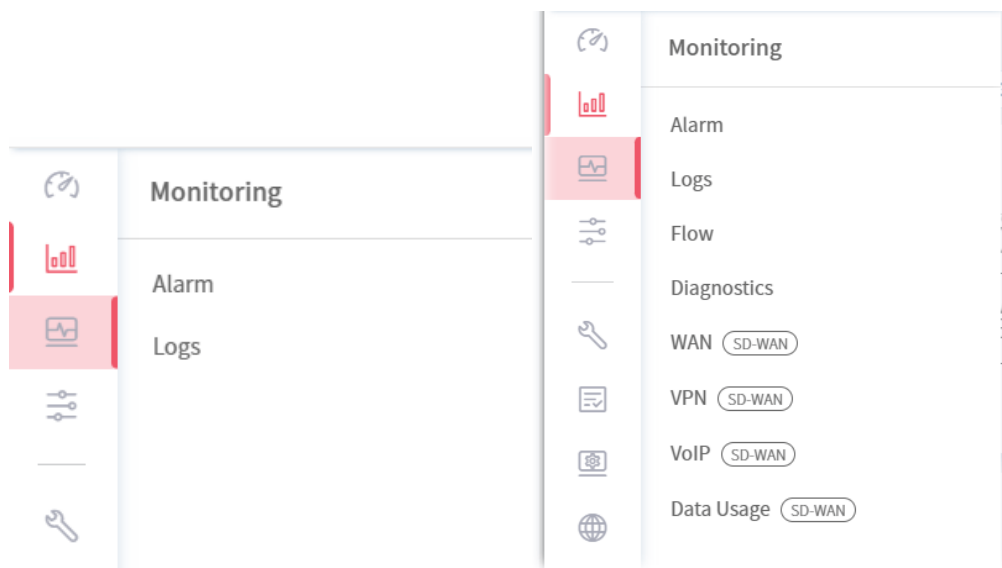 Monitoring
Alarm
Logs
Monitoring
Alarm
Logs
Flow
Diagnostics
WAN SD-WAN
VPN SD-WAN
VoIP SD-WAN
Data Usage SD-WAN